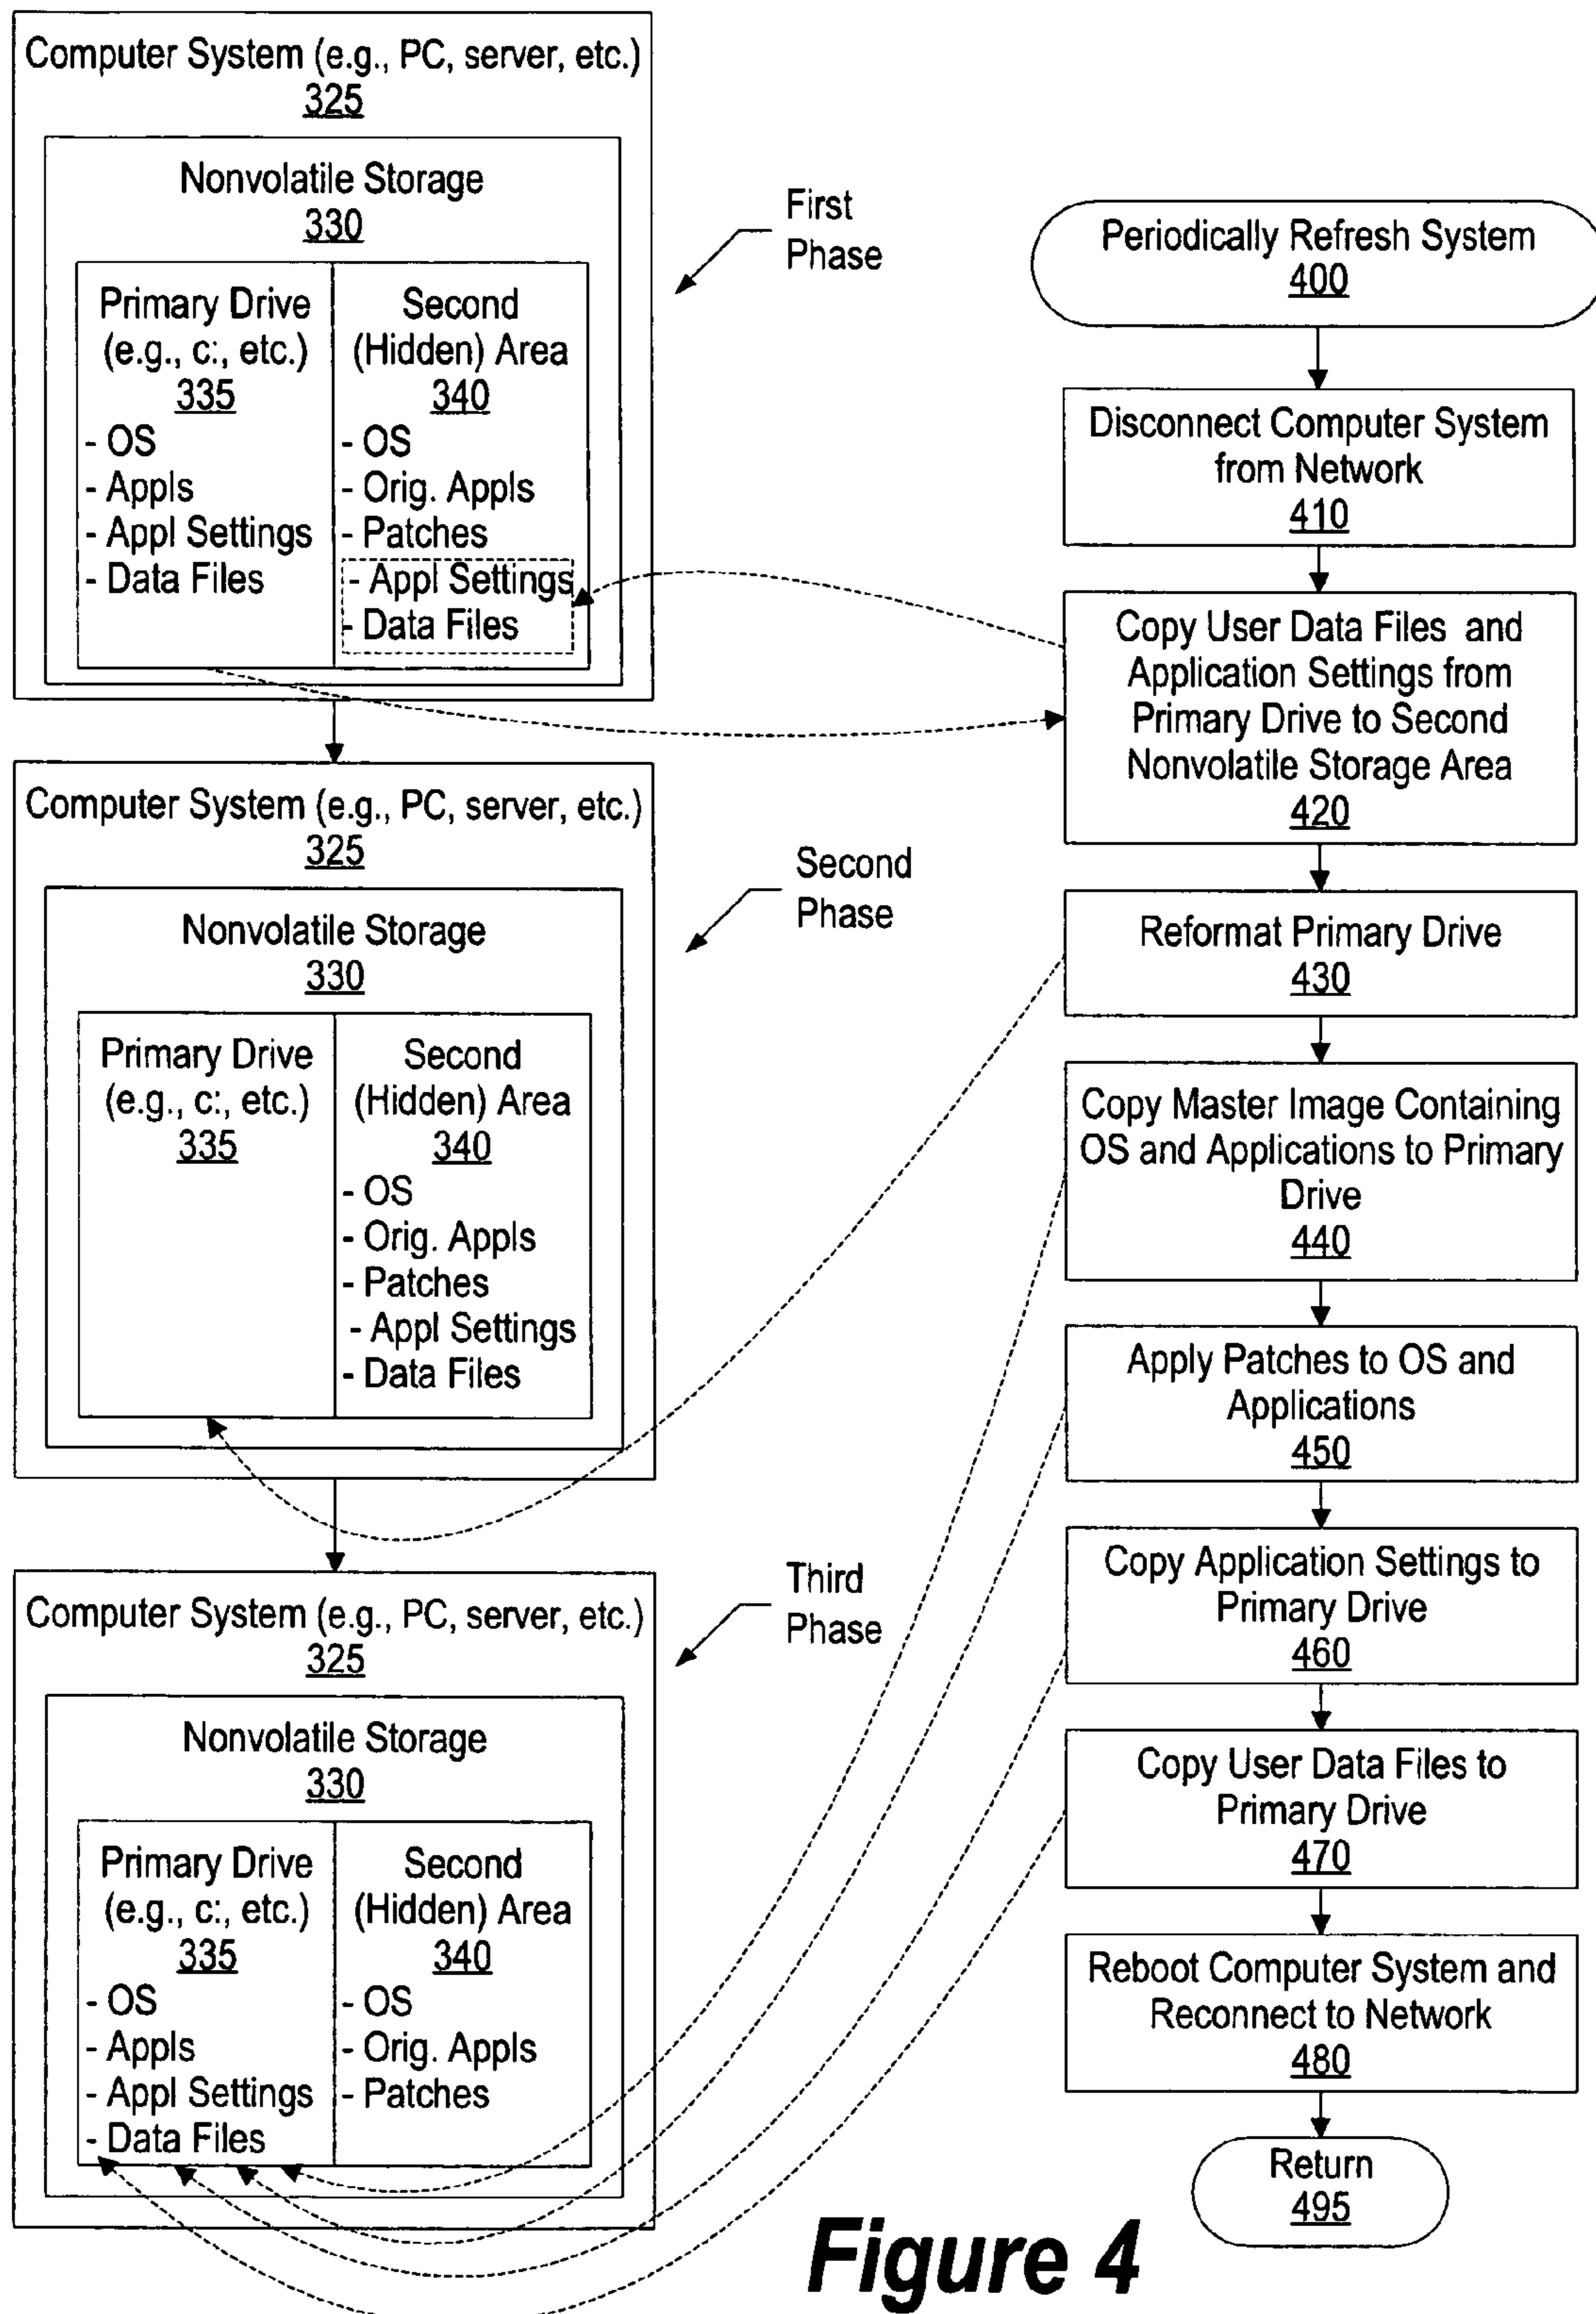 Computer System (e.g., PC, server, etc.)
325
Nonvolatile Storage
330
Primary Drive
(e.g., c:, etc.)
335
- OS
- Appls
- Appl Settings
- Data Files
Second
(Hidden) Area
340
- OS
- Orig. Appls
- Patches
- Appl Settings
- Data Files
First
Phase
Computer System (e.g., PC, server, etc.)
325
Nonvolatile Storage
330
Primary Drive
(e.g., c:, etc.)
335
Second
(Hidden) Area
340
- OS
- Orig. Appls
- Patches
- Appl Settings
- Data Files
Second
Phase
Computer System (e.g., PC, server, etc.)
325
Nonvolatile Storage
330
Primary Drive
(e.g., c:, etc.)
335
- OS
- Appls
- Appl Settings
- Data Files
Second
(Hidden) Area
340
- OS
- Orig. Appls
- Patches
Third
Phase
Periodically Refresh System
400
Disconnect Computer System
from Network
410
Copy User Data Files and
Application Settings from
Primary Drive to Second
Nonvolatile Storage Area
420
Reformat Primary Drive
430
Copy Master Image Containing
OS and Applications to Primary
Drive
440
Apply Patches to OS and
Applications
450
Copy Application Settings to
Primary Drive
460
Copy User Data Files to
Primary Drive
470
Reboot Computer System and
Reconnect to Network
480
Return
495
Figure 4